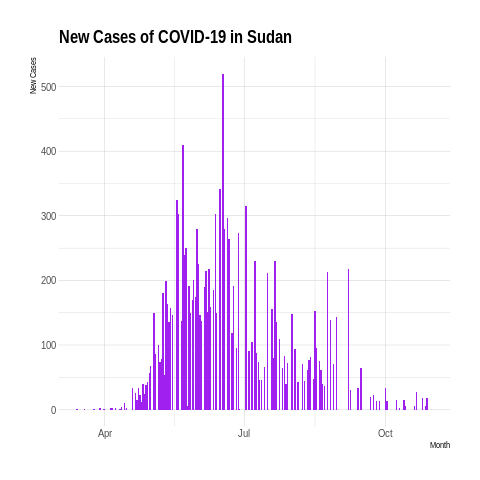 New Cases of COVID-19 in Sudan
New Cases
500
400
300
200
100
0
Apr
Jul
Oct
Month